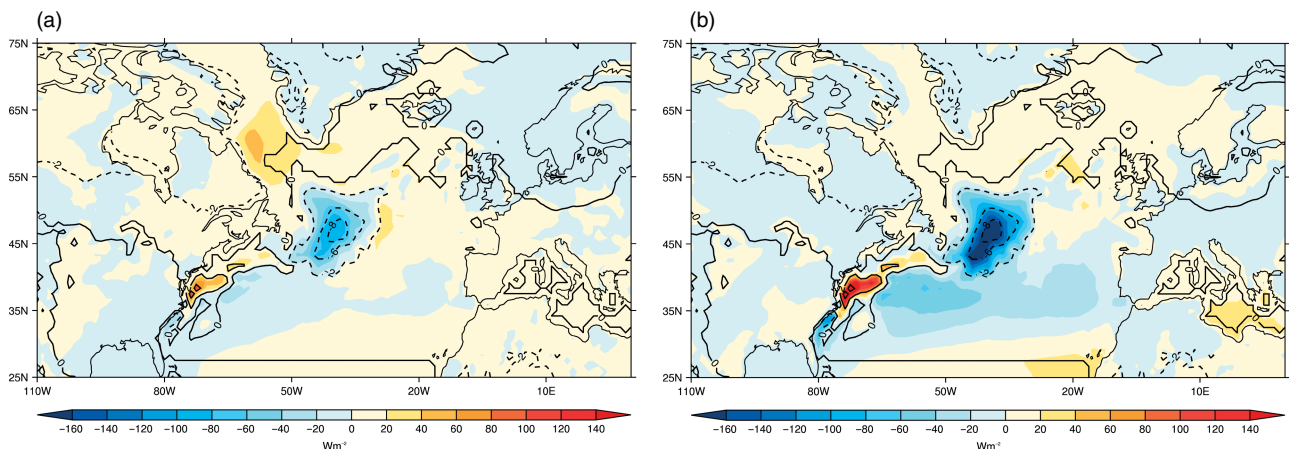 (a) (b)
75N 75N
65N 65N
55N 55N
45N 45N
35N 35N
25N 25N
110W 80W 50W 20W 10E 110W 80W 50W 20W 10E
−160 −140 −120 −100 −80 −60 −40 −20 0 20 40 60 80 100 120 140 −160 −140 −120 −100 −80 −60 −40 −20 0 20 40 60 80 100 120 140
Wm⁻² Wm⁻²